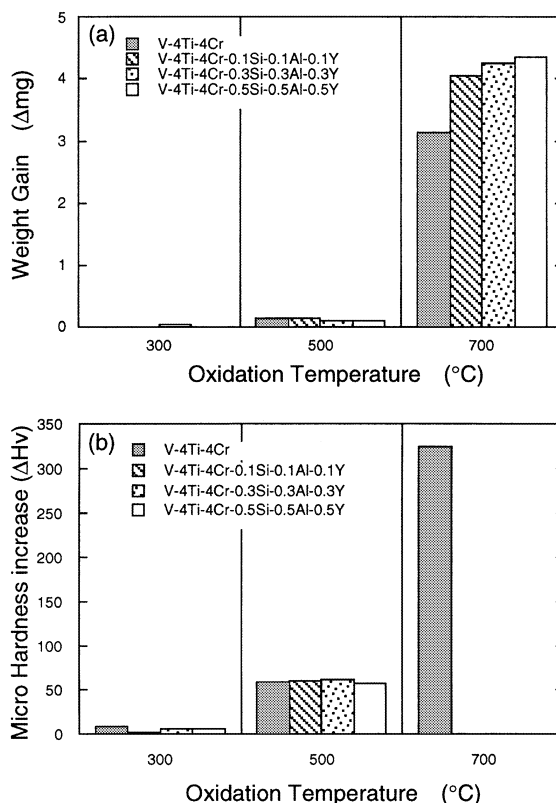 (a)
V-4Ti-4Cr
V-4Ti-4Cr-0.1Si-0.1Al-0.1Y
V-4Ti-4Cr-0.3Si-0.3Al-0.3Y
V-4Ti-4Cr-0.5Si-0.5Al-0.5Y
Weight Gain (Δmg)
5
4
3
2
1
0
300 500 700
Oxidation Temperature (°C)
(b)
V-4Ti-4Cr
V-4Ti-4Cr-0.1Si-0.1Al-0.1Y
V-4Ti-4Cr-0.3Si-0.3Al-0.3Y
V-4Ti-4Cr-0.5Si-0.5Al-0.5Y
Micro Hardness increase (ΔHv)
350
300
250
200
150
100
50
0
300 500 700
Oxidation Temperature (°C)